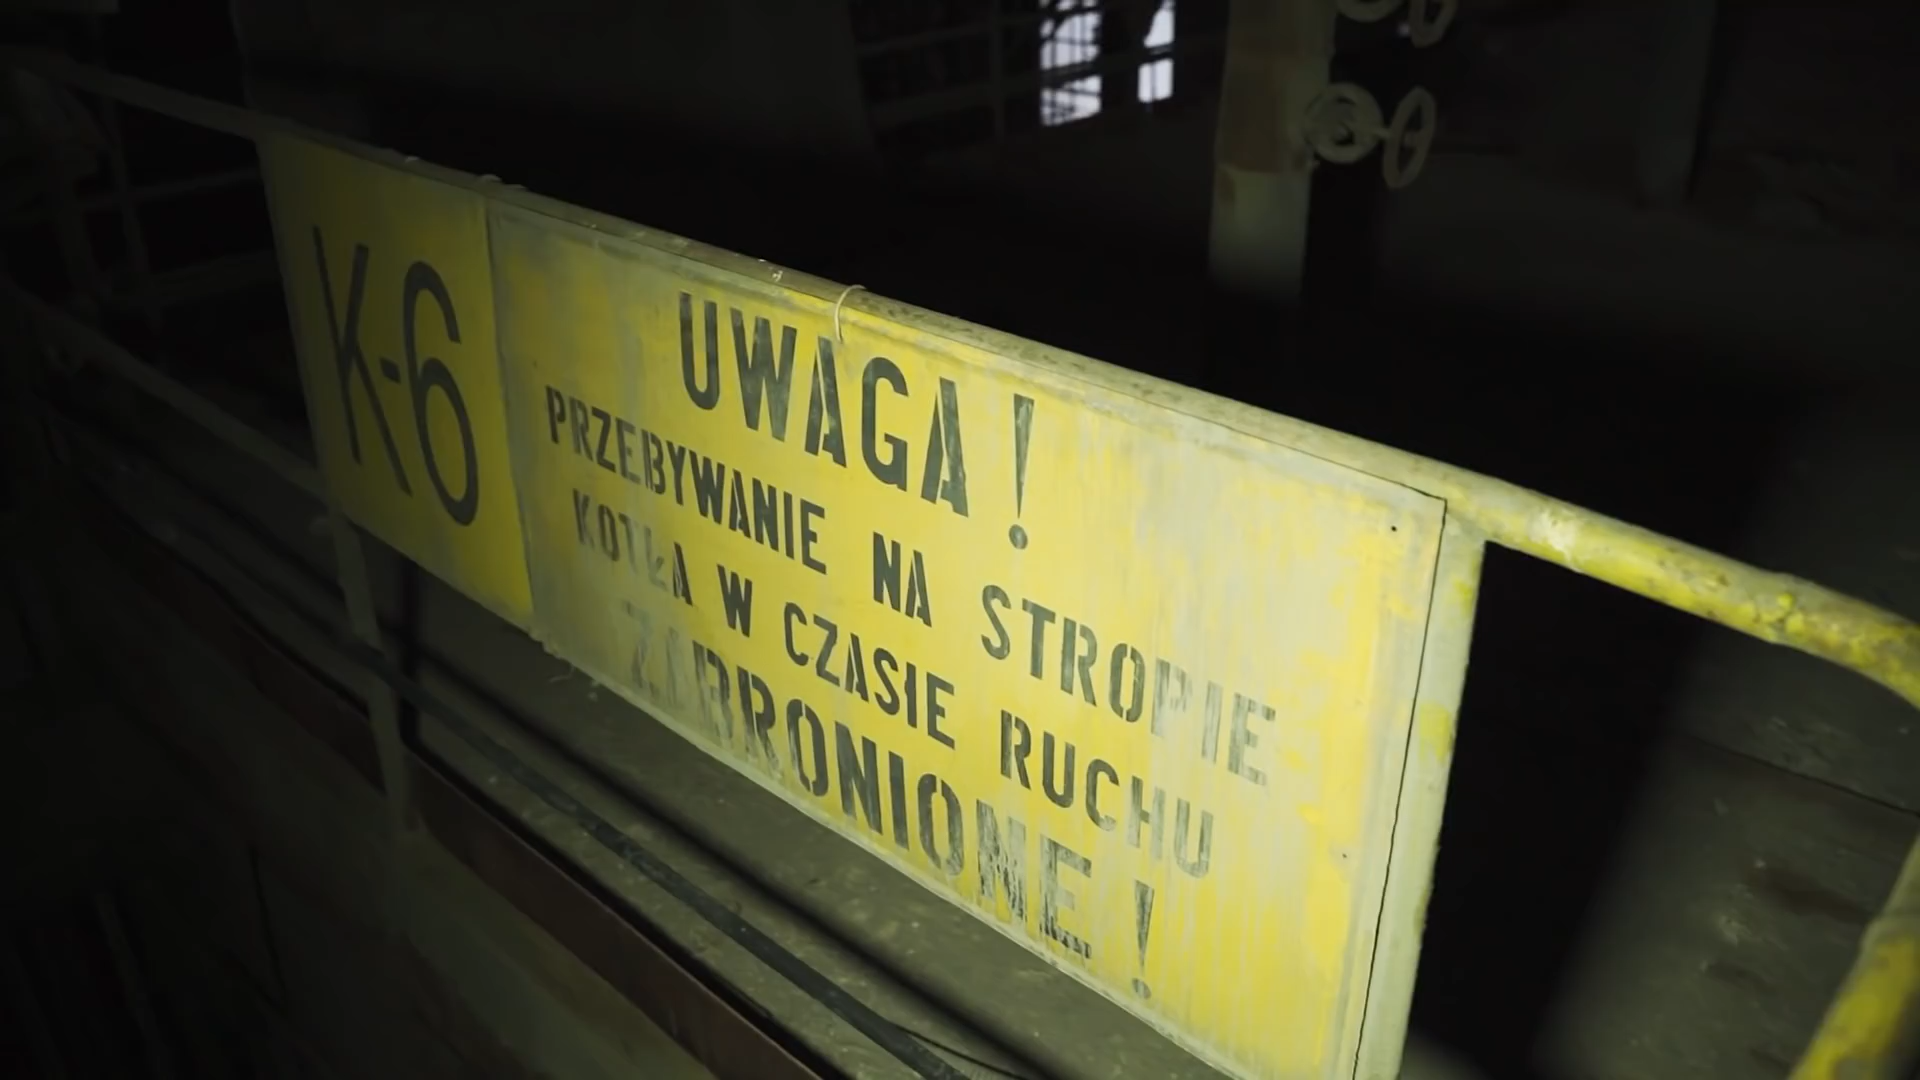 K-6
UWAGA!
PRZEBYWANIE NA STROPIE
KOTŁA W CZASIE RUCHU
ZABRONIONE!